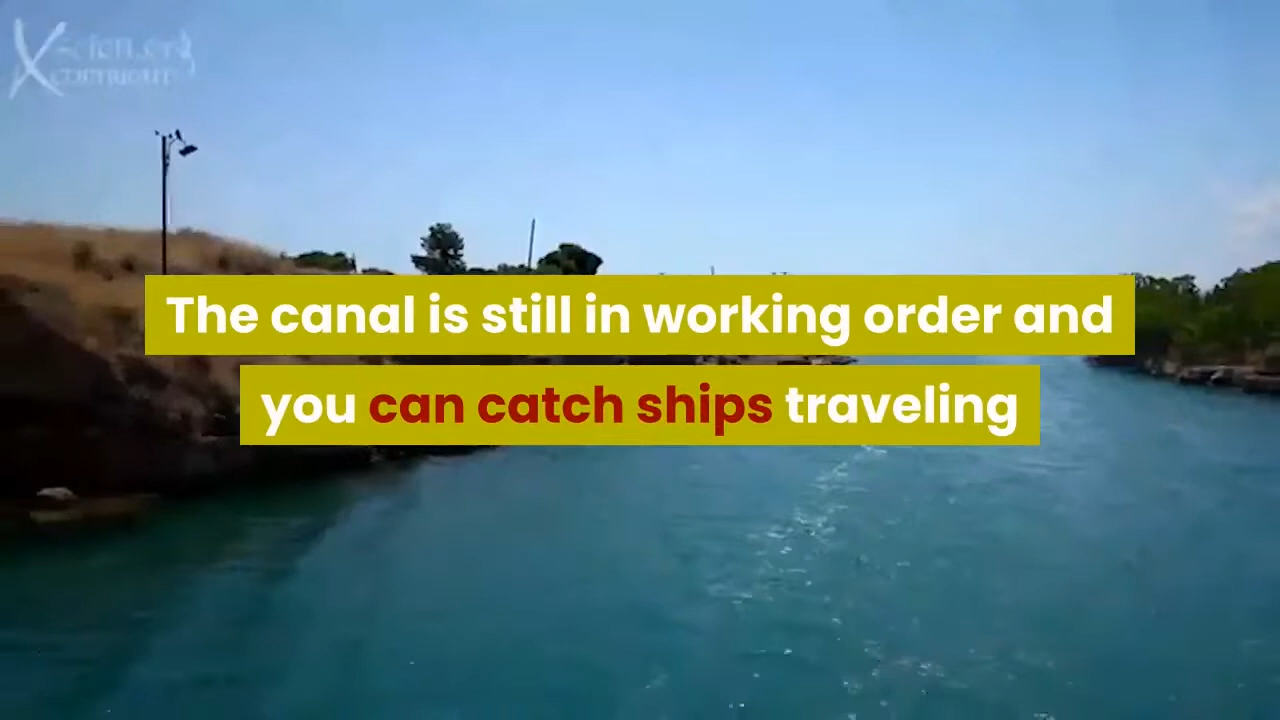 The canal is still in working order and
you can catch ships traveling